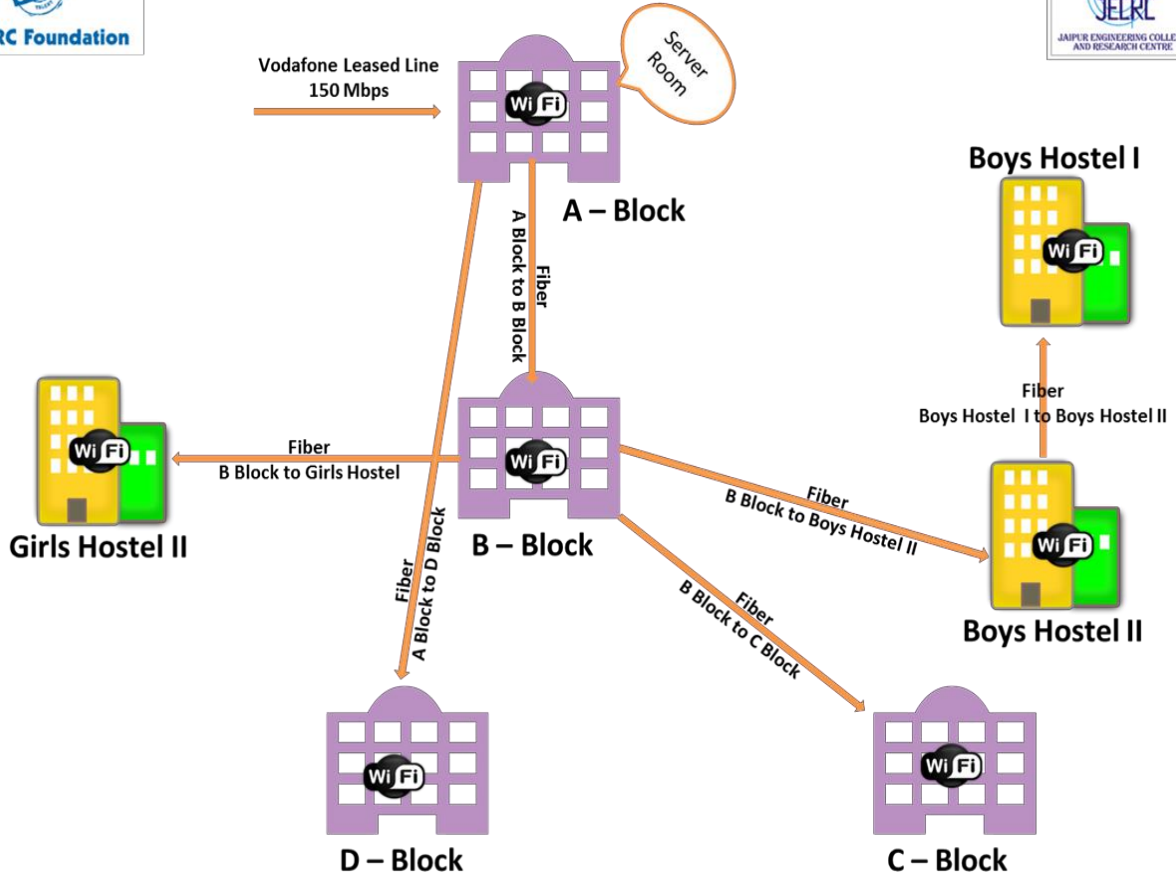 RC Foundation
JECRC
JAIPUR ENGINEERING COLLE
AND RESEARCH CENTRE
Vodafone Leased Line
150 Mbps
Server
Room
Wi Fi
A – Block
Boys Hostel I
Wi Fi
Fiber
A Block to B Block
Fiber
Boys Hostel I to Boys Hostel II
Wi Fi
Girls Hostel II
Fiber
B Block to Girls Hostel
Wi Fi
B – Block
Fiber
B Block to Boys Hostel II
Wi Fi
Boys Hostel II
Fiber
A Block to D Block
Fiber
B Block to C Block
Wi Fi
D – Block
Wi Fi
C – Block